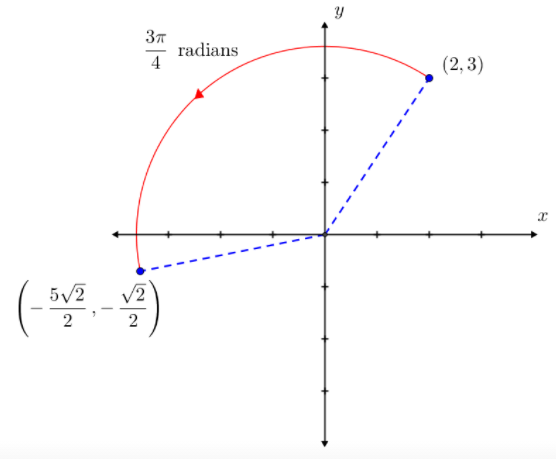 y
3π/4 radians
(2, 3)
x
(−5√2/2, −√2/2)